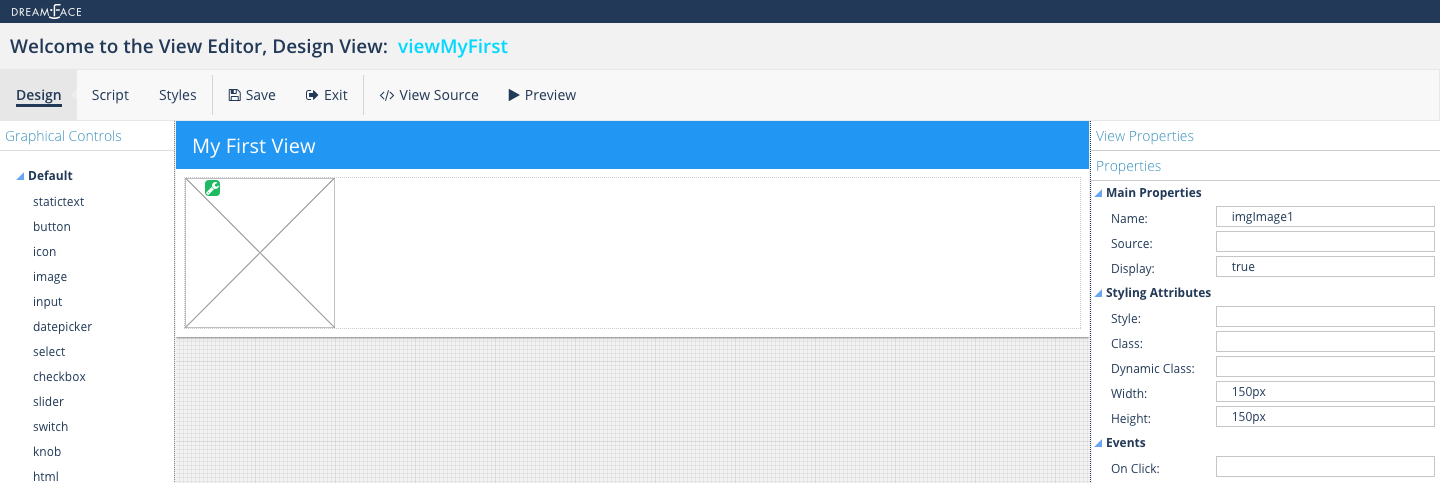 DREAMFACE
Welcome to the View Editor, Design View: viewMyFirst
Design Script Styles Save Exit </> View Source Preview
Graphical Controls
Default
statictext
button
icon
image
input
datepicker
select
checkbox
slider
switch
knob
html
My First View
View Properties
Properties
Main Properties
Name: imgImage1
Source:
Display: true
Styling Attributes
Style:
Class:
Dynamic Class:
Width: 150px
Height: 150px
Events
On Click: